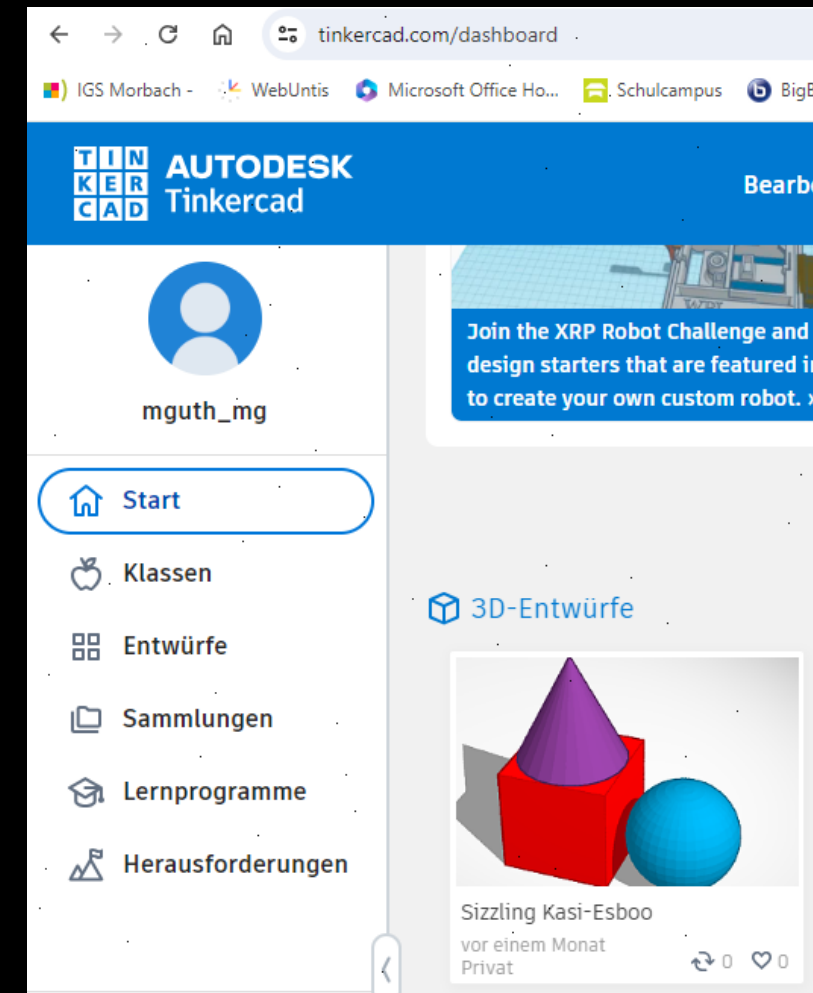 tinkercad.com/dashboard
IGS Morbach - WebUntis Microsoft Office Ho... Schulcampus
TIN
KER
CAD
AUTODESK
Tinkercad
Join the XRP Robot Challenge and
design starters that are featured
to create your own custom robot.
mguth_mg
Start
Klassen
Entwürfe
Sammlungen
Lernprogramme
Herausforderungen
3D-Entwürfe
Sizzling Kasi-Esboo
vor einem Monat
Privat
0 0